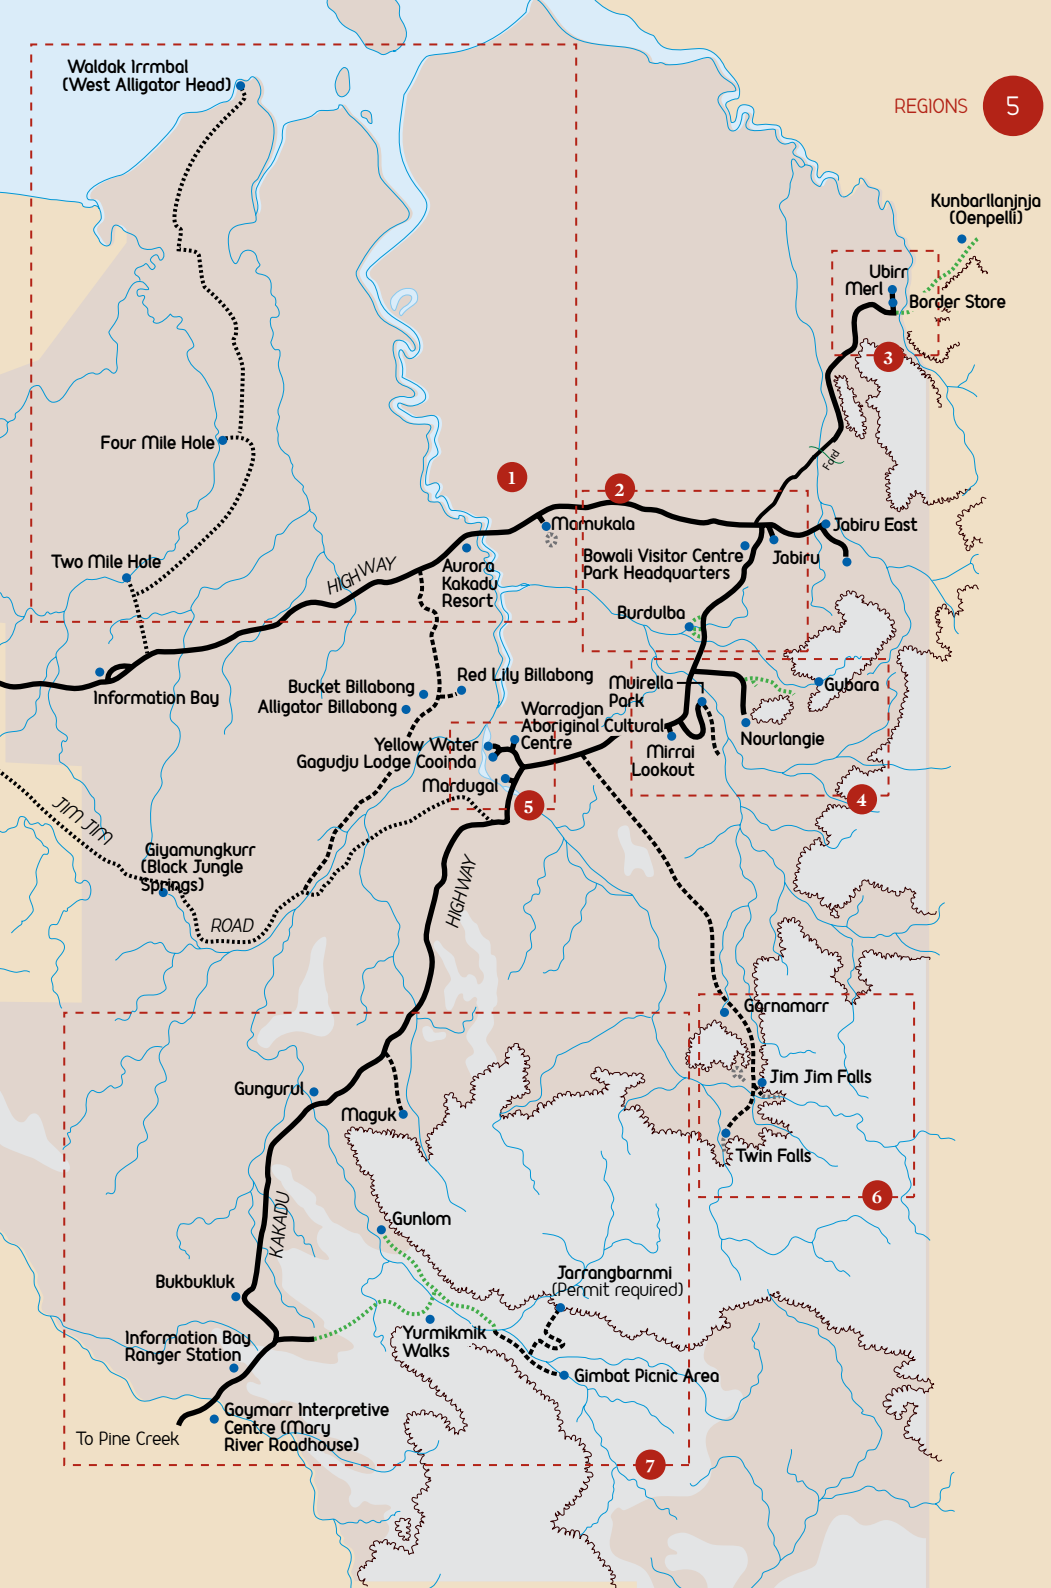 Waldak Irrmbal
(West Alligator Head)
REGIONS 5
Kunbarllanjnja
(Oenpelli)
Ubirr
Merl
Border Store
3
Four Mile Hole
Ford
1
2
Mamukala
Jabiru East
Two Mile Hole
HIGHWAY
Aurora
Kakadu
Resort
Bowali Visitor Centre
Park Headquarters
Jabiru
Burdulba
Information Bay
Bucket Billabong
Alligator Billabong
Red Lily Billabong
Muirella
Park
Gubara
Warradjan
Aboriginal Cultural
Centre
Nourlangie
Mirrai
Lookout
Yellow Water
Gagudju Lodge Cooinda
Mardugal
5
4
JIM JIM
Giyamungkurr
(Black Jungle
Springs)
ROAD
HIGHWAY
Garnamarr
Jim Jim Falls
Gungurul
Maguk
Twin Falls
6
KAKADU
Gunlom
Jarrangbarnmi
(Permit required)
Bukbukluk
Yurmikmik
Walks
Information Bay
Ranger Station
Gimbat Picnic Area
Goymarr Interpretive
Centre (Mary
River Roadhouse)
To Pine Creek
7